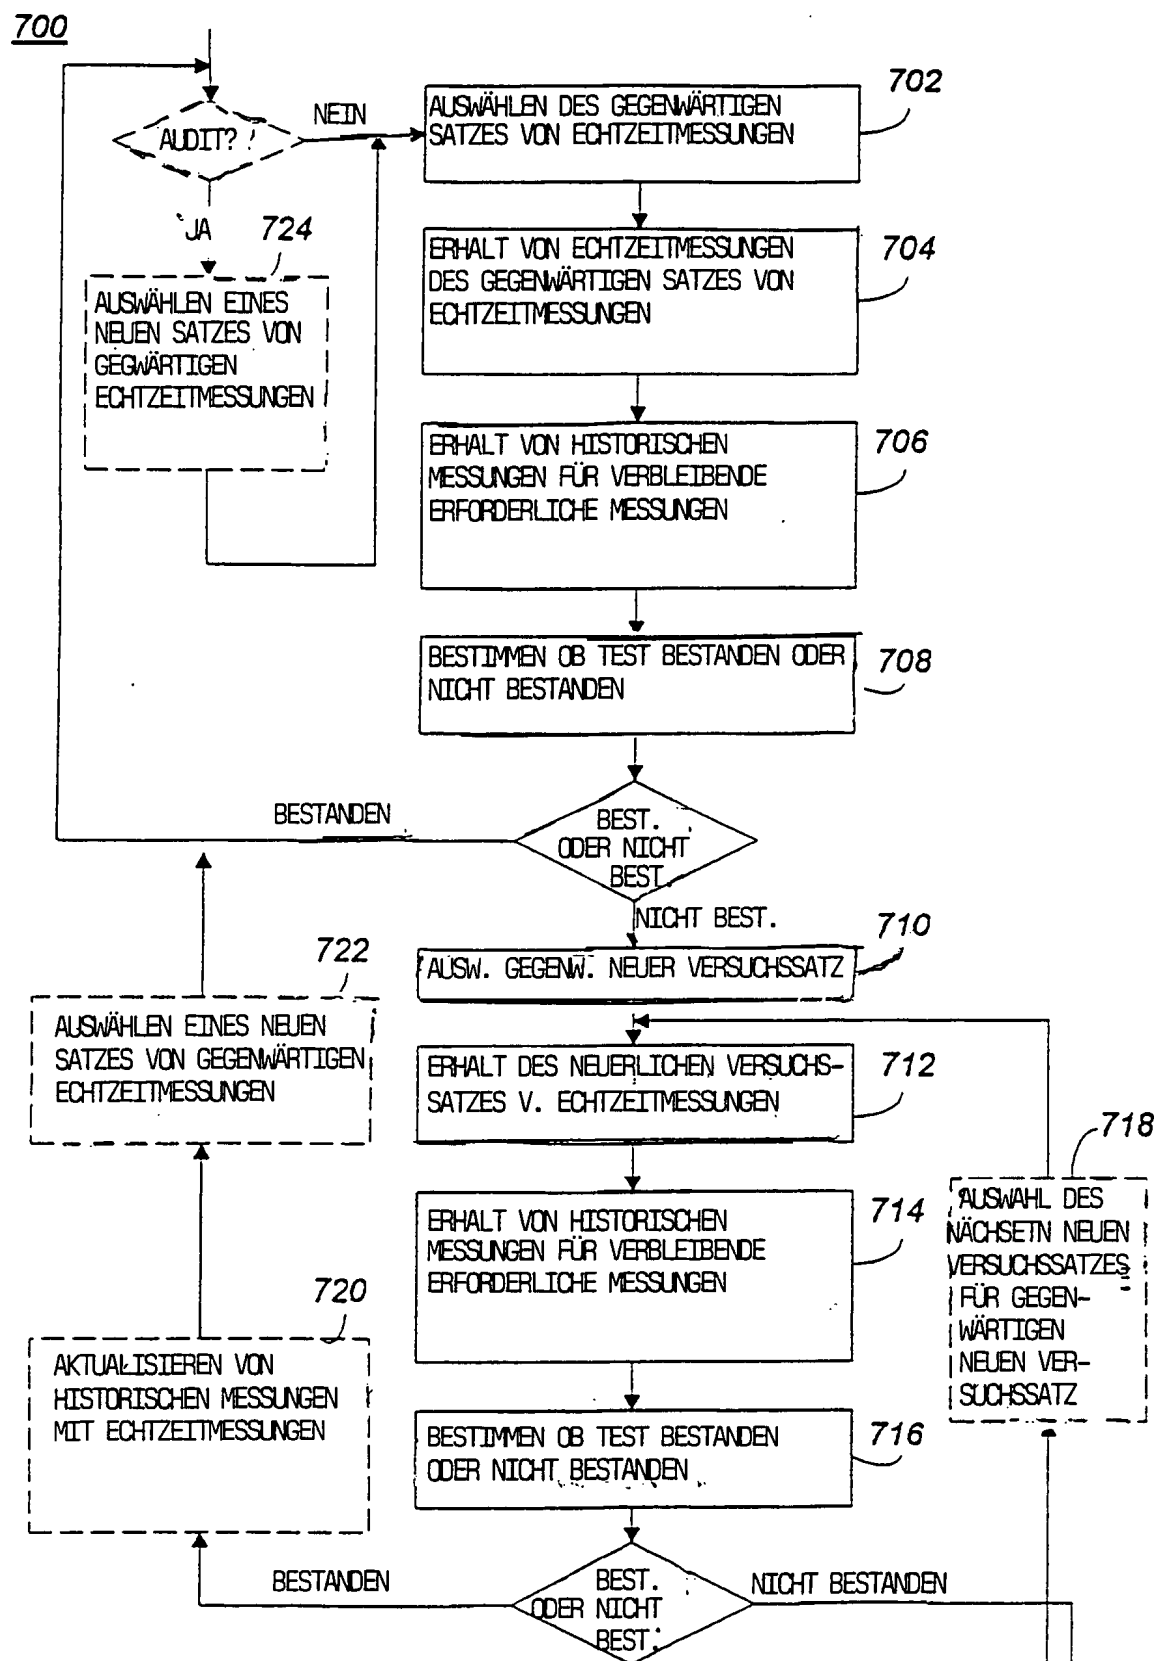 700
AUDIT?
NEIN
JA
724
AUSWÄHLEN EINES
NEUEN SATZES VON
GEGWÄRTIGEN
ECHTZEITMESSUNGEN
702
AUSWÄHLEN DES GEGENWÄRTIGEN
SATZES VON ECHTZEITMESSUNGEN
704
ERHALT VON ECHTZEITMESSUNGEN
DES GEGENWÄRTIGEN SATZES VON
ECHTZEITMESSUNGEN
706
ERHALT VON HISTORISCHEN
MESSUNGEN FÜR VERBLEIBENDE
ERFORDERLICHE MESSUNGEN
708
BESTIMMEN OB TEST BESTANDEN ODER
NICHT BESTANDEN
BESTANDEN
BEST.
ODER NICHT
BEST.
NICHT BEST.
710
AUSW. GEGENW. NEUER VERSUCHSSATZ
722
AUSWÄHLEN EINES NEUEN
SATZES VON GEGENWÄRTIGEN
ECHTZEITMESSUNGEN
712
ERHALT DES NEUERLICHEN VERSUCHS-
SATZES V. ECHTZEITMESSUNGEN
718
AUSWAHL DES
NÄCHSETN NEUEN
VERSUCHSSATZES
FÜR GEGEN-
WÄRTIGEN
NEUEN VER-
SUCHSSATZ
714
ERHALT VON HISTORISCHEN
MESSUNGEN FÜR VERBLEIBENDE
ERFORDERLICHE MESSUNGEN
720
AKTUALISIEREN VON
HISTORISCHEN MESSUNGEN
MIT ECHTZEITMESSUNGEN
716
BESTIMMEN OB TEST BESTANDEN
ODER NICHT BESTANDEN
BESTANDEN
BEST.
ODER NICHT
BEST.
NICHT BESTANDEN